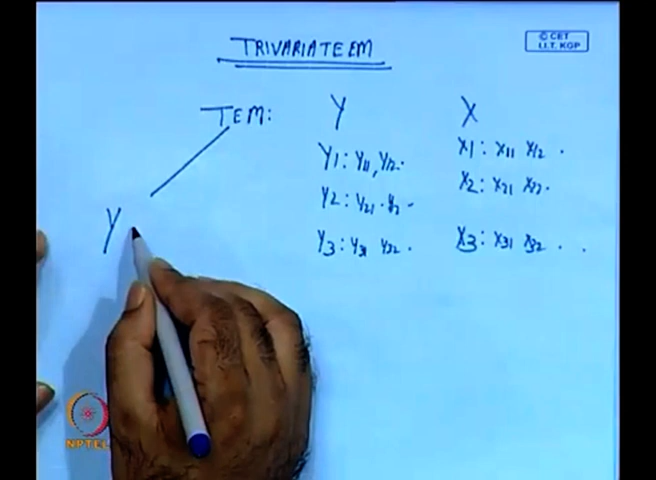 TRIVARIATE EM
© CET
I.I.T. KGP
TEM: Y X
Y1: Y11, Y12. X1: X11 X12 .
Y2: Y21 . Y2 . X2: X21 X22 .
Y3: Y31 Y32 . X3: X31 X32 . .
Y
NPTEL